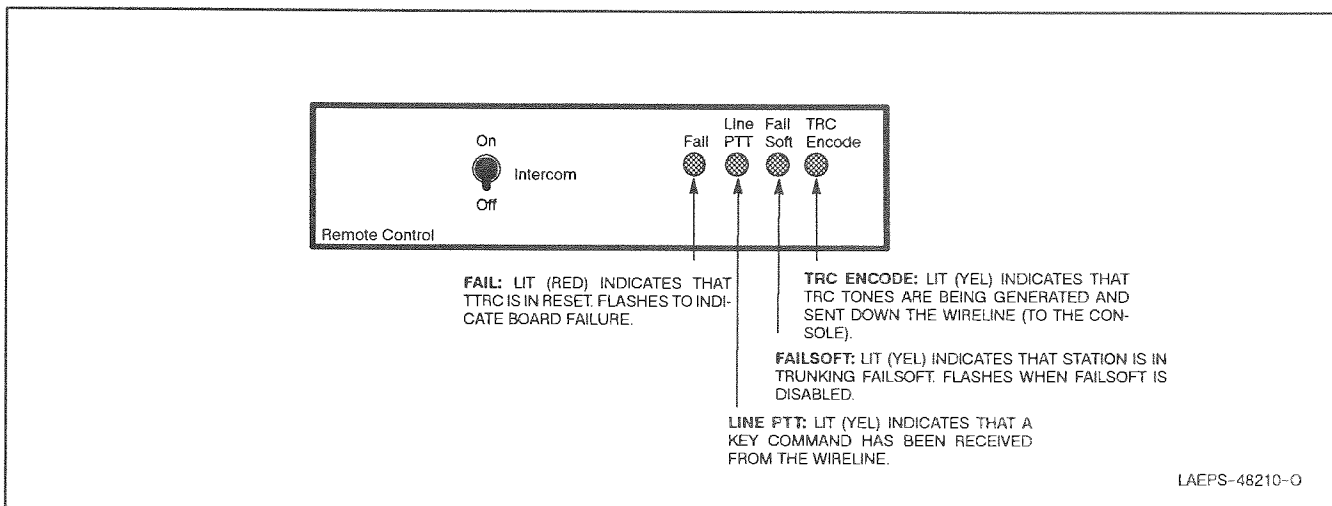 Line Fail TRC
On Fail PTT Soft Encode
Intercom
Off
Remote Control
FAIL: LIT (RED) INDICATES THAT
TTRC IS IN RESET. FLASHES TO INDI-
CATE BOARD FAILURE.
TRC ENCODE: LIT (YEL) INDICATES THAT
TRC TONES ARE BEING GENERATED AND
SENT DOWN THE WIRELINE (TO THE CON-
SOLE).
FAILSOFT: LIT (YEL) INDICATES THAT STATION IS IN
TRUNKING FAILSOFT. FLASHES WHEN FAILSOFT IS
DISABLED.
LINE PTT: LIT (YEL) INDICATES THAT A
KEY COMMAND HAS BEEN RECEIVED
FROM THE WIRELINE.
LAEPS-48210-O